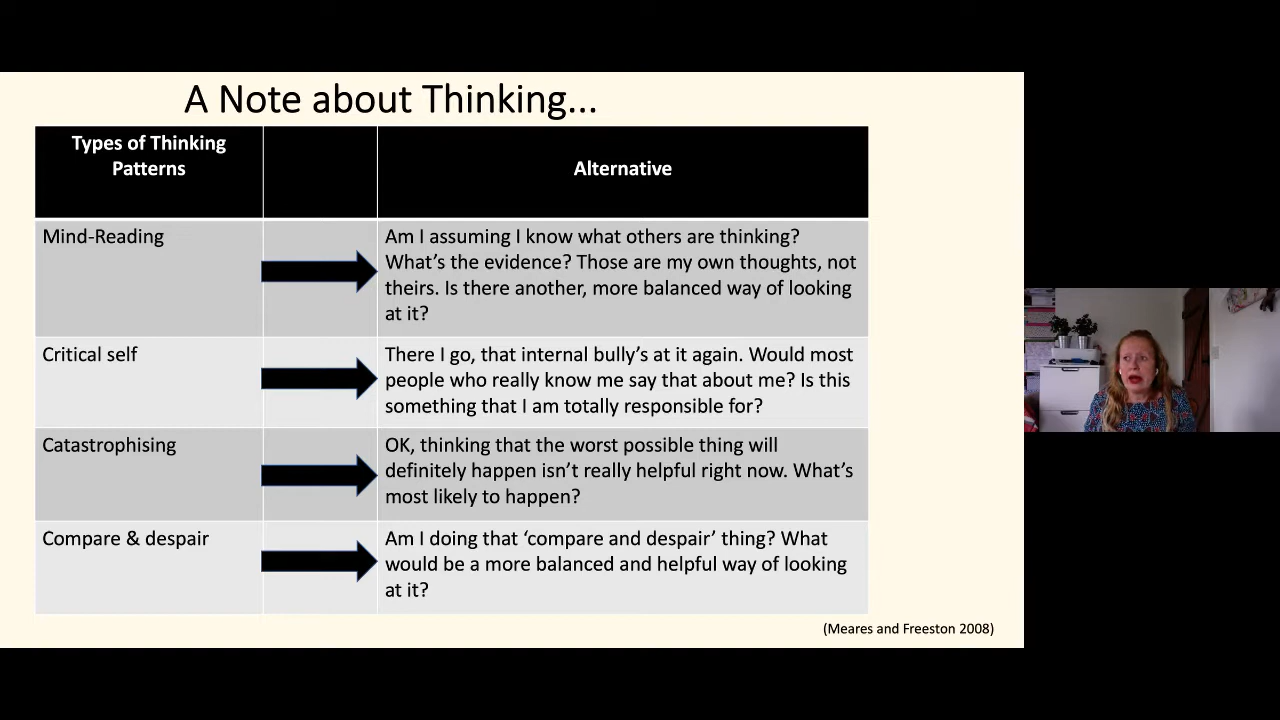 A Note about Thinking...
Types of Thinking
Patterns
Alternative
Mind-Reading
Am I assuming I know what others are thinking?
What's the evidence? Those are my own thoughts, not
theirs. Is there another, more balanced way of looking
at it?
Critical self
There I go, that internal bully's at it again. Would most
people who really know me say that about me? Is this
something that I am totally responsible for?
Catastrophising
OK, thinking that the worst possible thing will
definitely happen isn't really helpful right now. What's
most likely to happen?
Compare & despair
Am I doing that ‘compare and despair’ thing? What
would be a more balanced and helpful way of looking
at it?
(Meares and Freeston 2008)